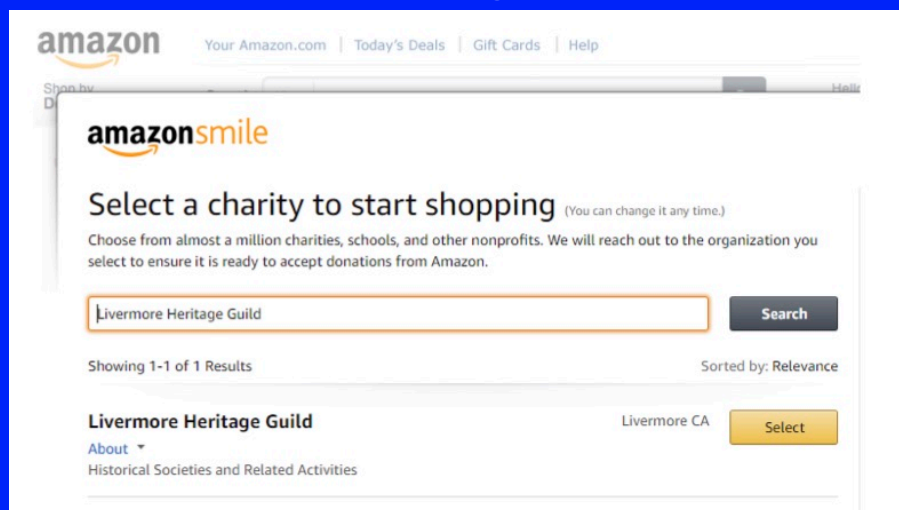 amazon
Your Amazon.com | Today's Deals | Gift Cards | Help
Shop by
Hello
amazonsmile
Select a charity to start shopping (You can change it any time.)
Choose from almost a million charities, schools, and other nonprofits. We will reach out to the organization you
select to ensure it is ready to accept donations from Amazon.
Livermore Heritage Guild
Search
Showing 1-1 of 1 Results
Sorted by: Relevance
Livermore Heritage Guild
Livermore CA
Select
About
Historical Societies and Related Activities